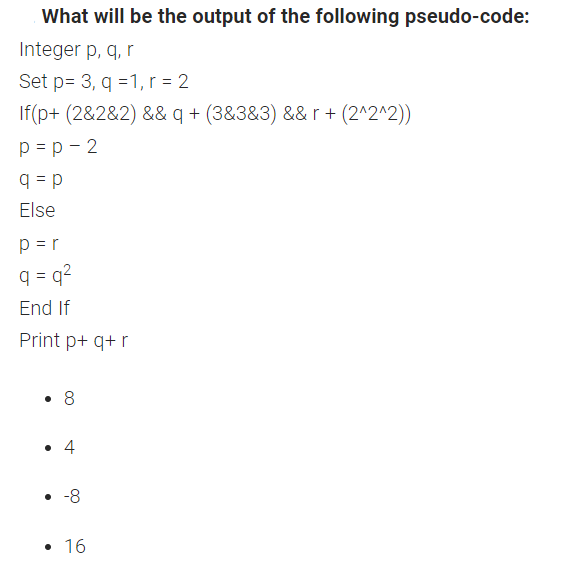 What will be the output of the following pseudo-code:
Integer p, q, r
Set p= 3, q =1, r = 2
If(p+ (2&2&2) && q + (3&3&3) && r + (2^2^2))
p = p – 2
q = p
Else
p = r
q = q²
End If
Print p+ q+ r
• 8
• 4
• -8
• 16